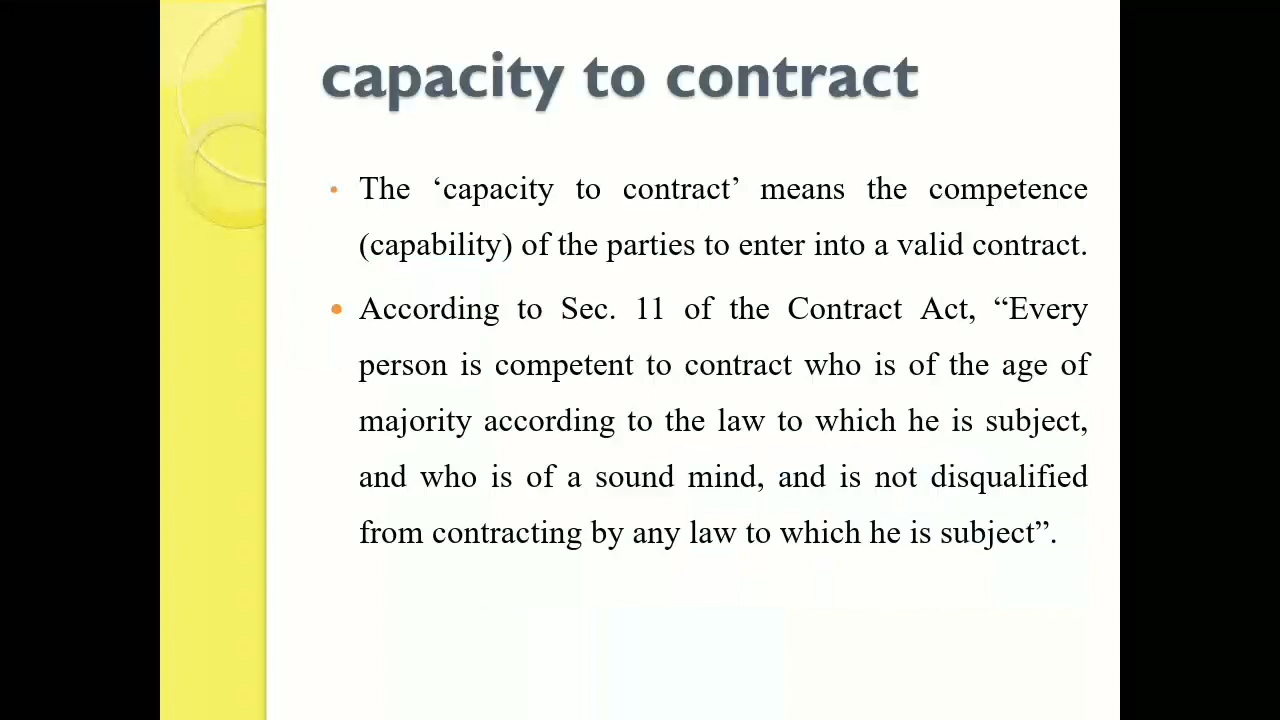 capacity to contract
• The ‘capacity to contract’ means the competence
(capability) of the parties to enter into a valid contract.
• According to Sec. 11 of the Contract Act, “Every
person is competent to contract who is of the age of
majority according to the law to which he is subject,
and who is of a sound mind, and is not disqualified
from contracting by any law to which he is subject”.